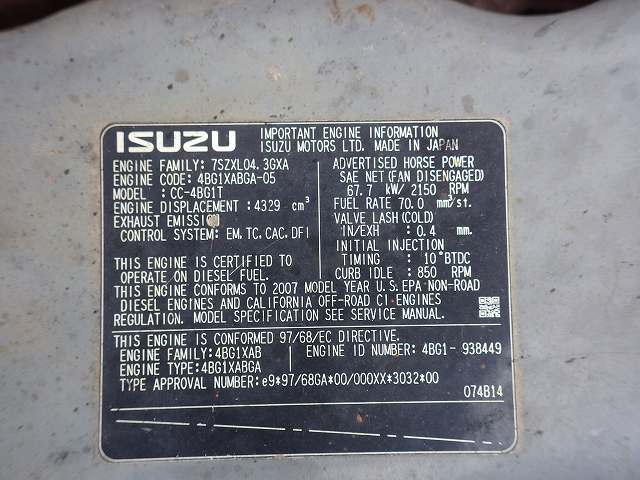 ISUZU
IMPORTANT ENGINE INFORMATION
ISUZU MOTORS LTD. MADE IN JAPAN
ENGINE FAMILY: 7SZXL04.3GXA
ENGINE CODE: 4BG1XABGA-05
MODEL : CC-4BG1T
ENGINE DISPLACEMENT: 4329 cm³
EXHAUST EMISSION
CONTROL SYSTEM: EM, TC, CAC, DFI
THIS ENGINE IS CERTIFIED TO
OPERATE ON DIESEL FUEL.
ADVERTISED HORSE POWER
SAE NET (FAN DISENGAGED)
67.7 kW/ 2150 RPM
FUEL RATE 70.0 mm³/st.
VALVE LASH (COLD)
IN/EXH : 0.4 mm.
INITIAL INJECTION
TIMING : 10°BTDC
CURB IDLE : 850 RPM
THIS ENGINE CONFORMS TO 2007 MODEL YEAR U.S. EPA NON-ROAD
DIESEL ENGINES AND CALIFORNIA OFF-ROAD CI-ENGINES
REGULATION. MODEL SPECIFICATION SEE SERVICE MANUAL.
THIS ENGINE IS CONFORMED 97/68/EC DIRECTIVE.
ENGINE FAMILY:4BG1XAB
ENGINE ID NUMBER: 4BG1- 938449
ENGINE TYPE:4BG1XABGA
TYPE APPROVAL NUMBER: e9*97/68GA*00/000XX*3032*00
074B14